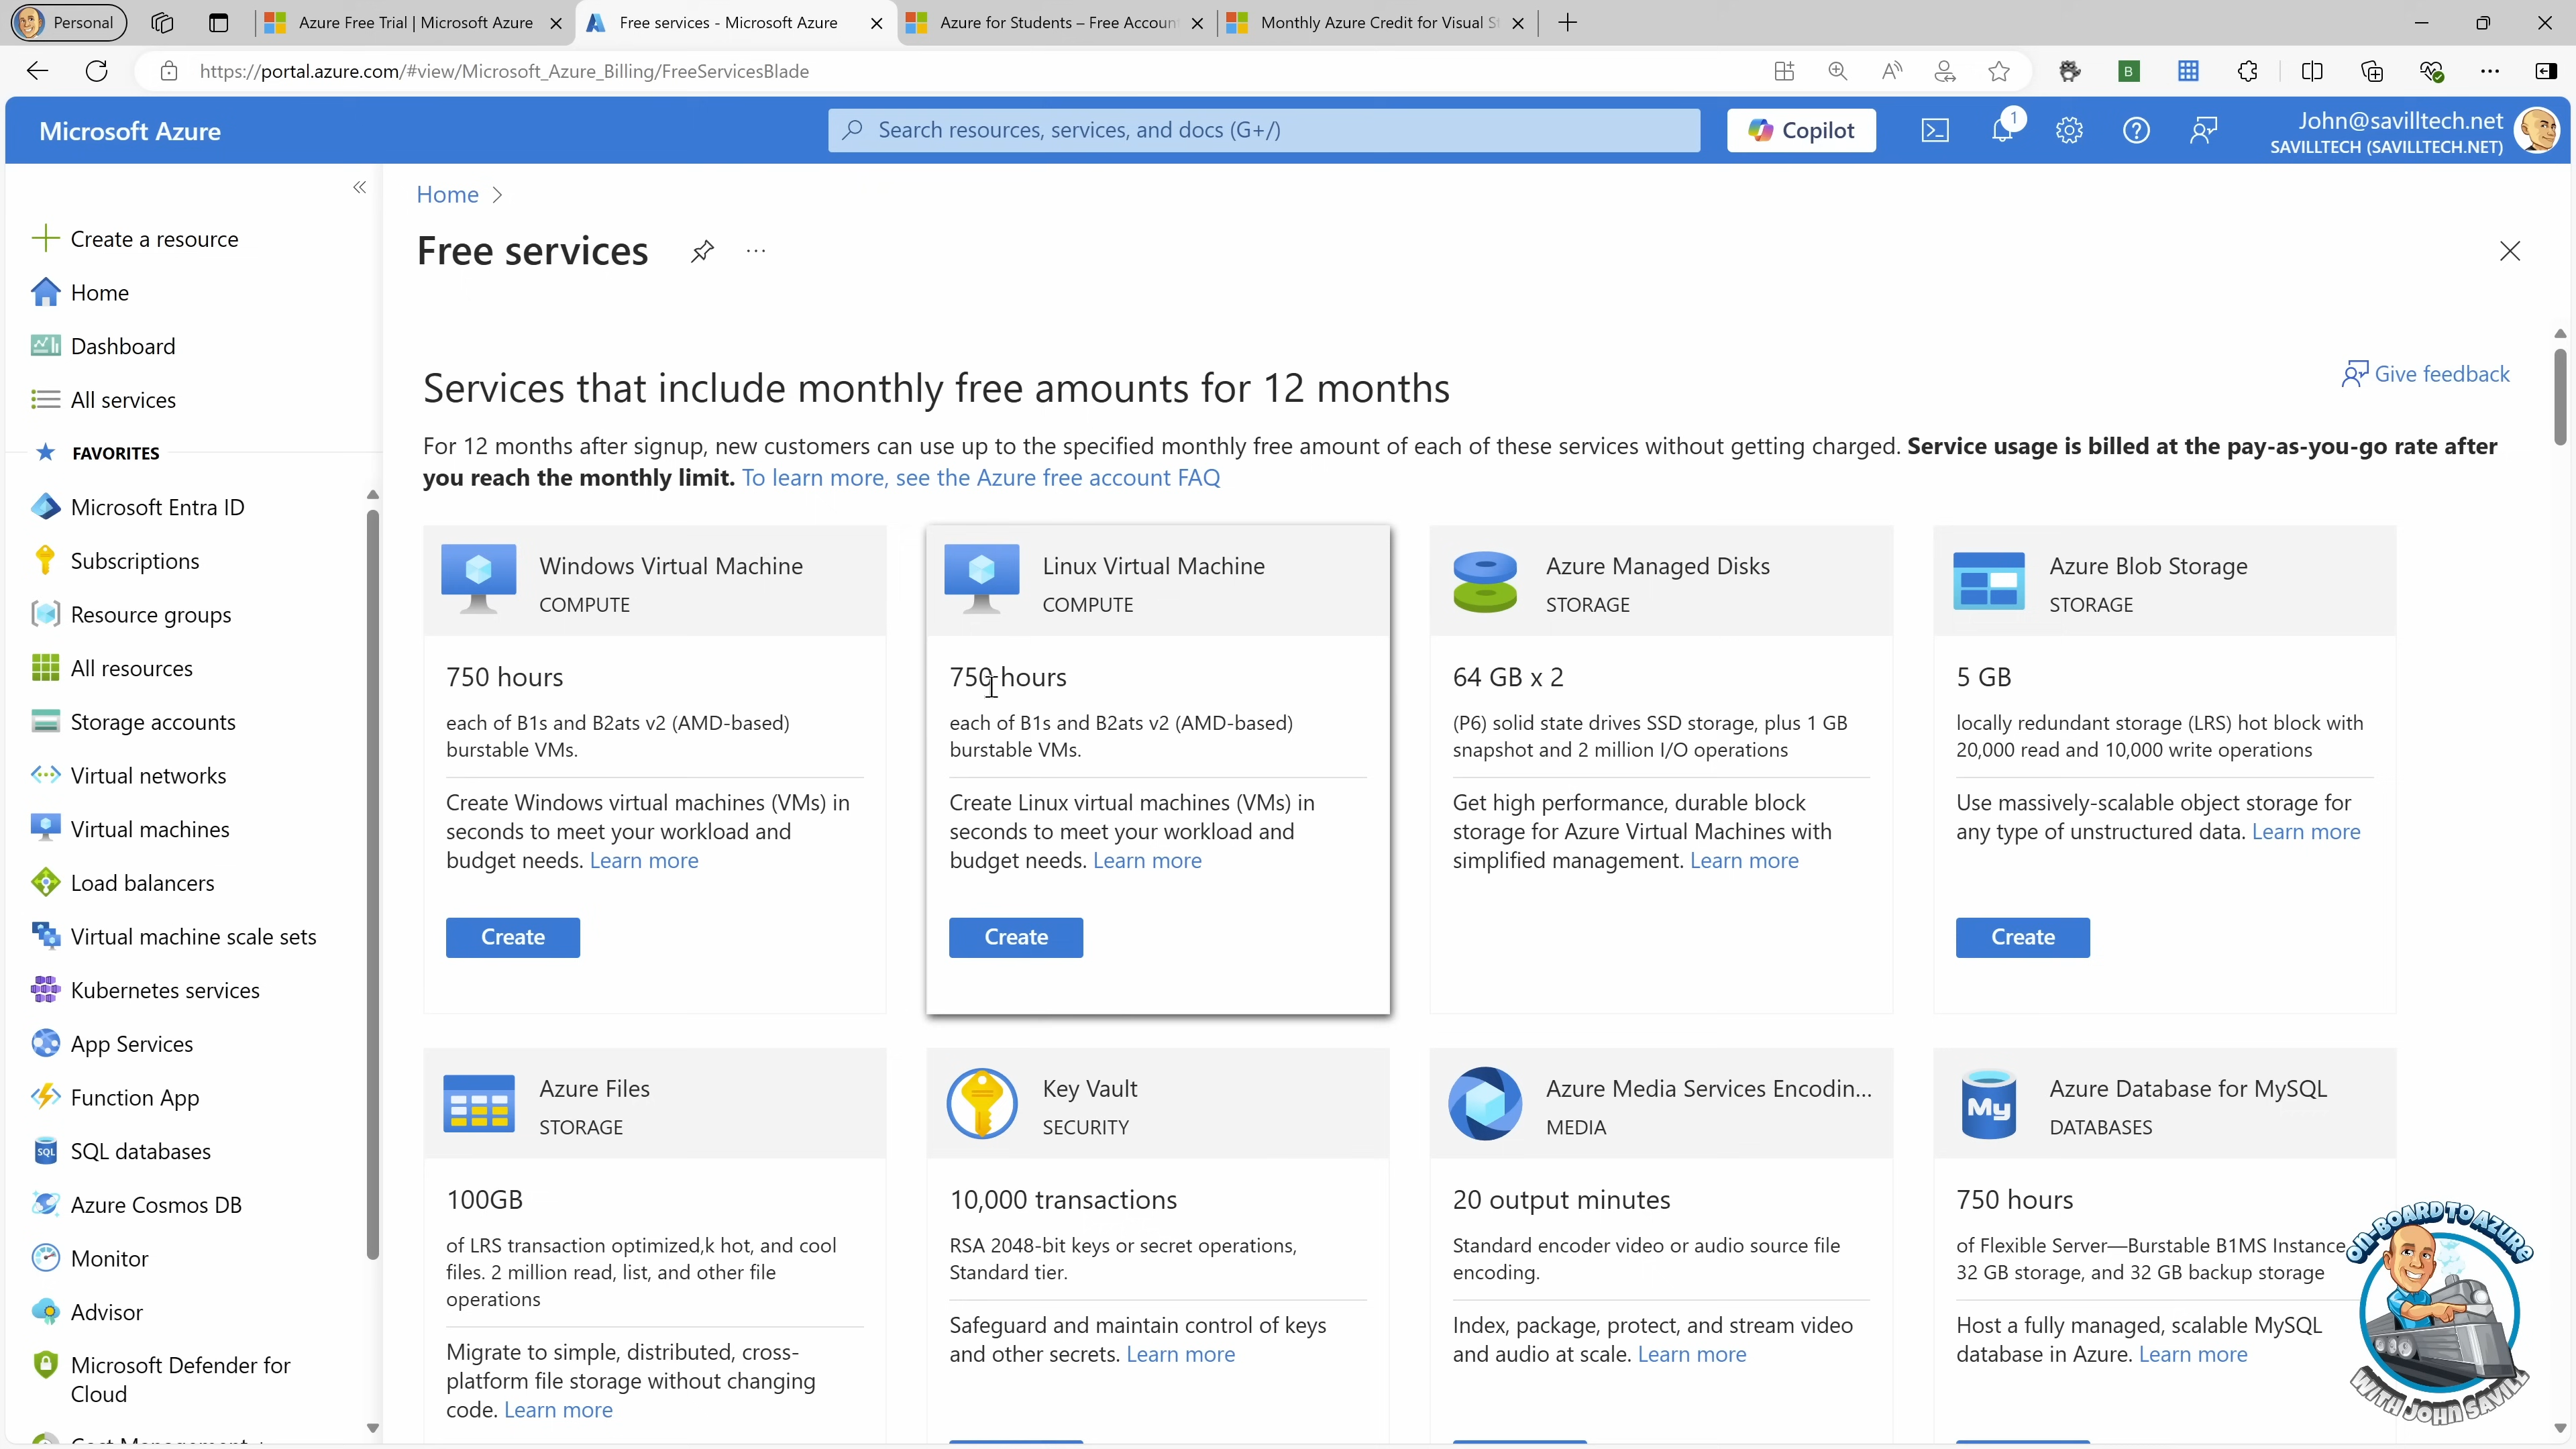 Personal
Azure Free Trial | Microsoft Azure
Free services - Microsoft Azure
Azure for Students – Free Accoun
Monthly Azure Credit for Visual S
https://portal.azure.com/#view/Microsoft_Azure_Billing/FreeServicesBlade
Microsoft Azure
Search resources, services, and docs (G+/)
Copilot
1
John@savilltech.net
SAVILLTECH (SAVILLTECH.NET)
Create a resource
Home
Dashboard
All services
FAVORITES
Microsoft Entra ID
Subscriptions
Resource groups
All resources
Storage accounts
Virtual networks
Virtual machines
Load balancers
Virtual machine scale sets
Kubernetes services
App Services
Function App
SQL databases
Azure Cosmos DB
Monitor
Advisor
Microsoft Defender for
Cloud
Home >
Free services
Give feedback
Services that include monthly free amounts for 12 months
For 12 months after signup, new customers can use up to the specified monthly free amount of each of these services without getting charged. Service usage is billed at the pay-as-you-go rate after
you reach the monthly limit. To learn more, see the Azure free account FAQ
Windows Virtual Machine
COMPUTE
750 hours
each of B1s and B2ats v2 (AMD-based)
burstable VMs.
Create Windows virtual machines (VMs) in
seconds to meet your workload and
budget needs. Learn more
Create
Linux Virtual Machine
COMPUTE
750 hours
each of B1s and B2ats v2 (AMD-based)
burstable VMs.
Create Linux virtual machines (VMs) in
seconds to meet your workload and
budget needs. Learn more
Create
Azure Managed Disks
STORAGE
64 GB x 2
(P6) solid state drives SSD storage, plus 1 GB
snapshot and 2 million I/O operations
Get high performance, durable block
storage for Azure Virtual Machines with
simplified management. Learn more
Azure Blob Storage
STORAGE
5 GB
locally redundant storage (LRS) hot block with
20,000 read and 10,000 write operations
Use massively-scalable object storage for
any type of unstructured data. Learn more
Create
Azure Files
STORAGE
100GB
of LRS transaction optimized,k hot, and cool
files. 2 million read, list, and other file
operations
Migrate to simple, distributed, cross-
platform file storage without changing
code. Learn more
Key Vault
SECURITY
10,000 transactions
RSA 2048-bit keys or secret operations,
Standard tier.
Safeguard and maintain control of keys
and other secrets. Learn more
Azure Media Services Encodin...
MEDIA
20 output minutes
Standard encoder video or audio source file
encoding.
Index, package, protect, and stream video
and audio at scale. Learn more
My
Azure Database for MySQL
DATABASES
750 hours
of Flexible Server—Burstable B1MS Instance
32 GB storage, and 32 GB backup storage
Host a fully managed, scalable MySQL
database in Azure. Learn more
ON-BOARD TO AZURE
WITH JOHN SAVILL